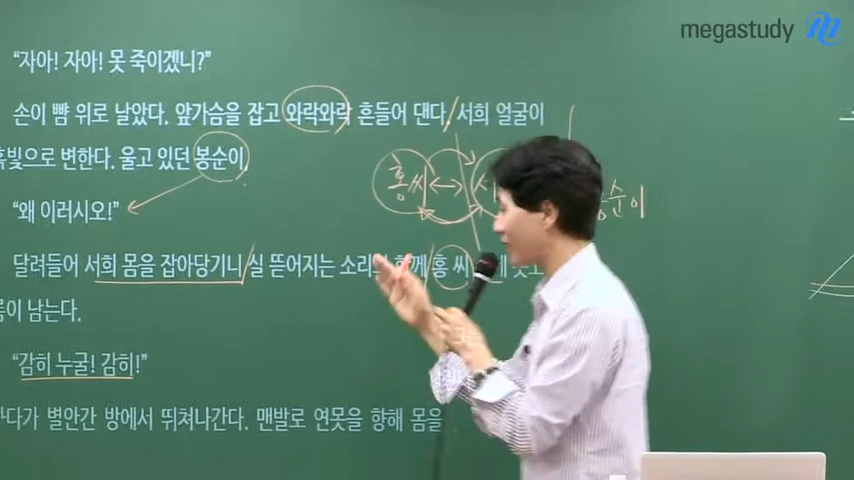 megastudy
“자아! 자아! 못 죽이겠니?”
손이 뺨 위로 날았다. 앞가슴을 잡고 와락와락 흔들어 댄다. 서희 얼굴이
흙빛으로 변한다. 울고 있던 봉순이,
홍씨
순이
“왜 이러시오!”
달려들어 서희 몸을 잡아당기니 실 뜯어지는 소리 함께 홍 씨
남는다.
“감히 누굴! 감히!”
별안간 방에서 뛰쳐나간다. 맨발로 연못을 향해 몸을